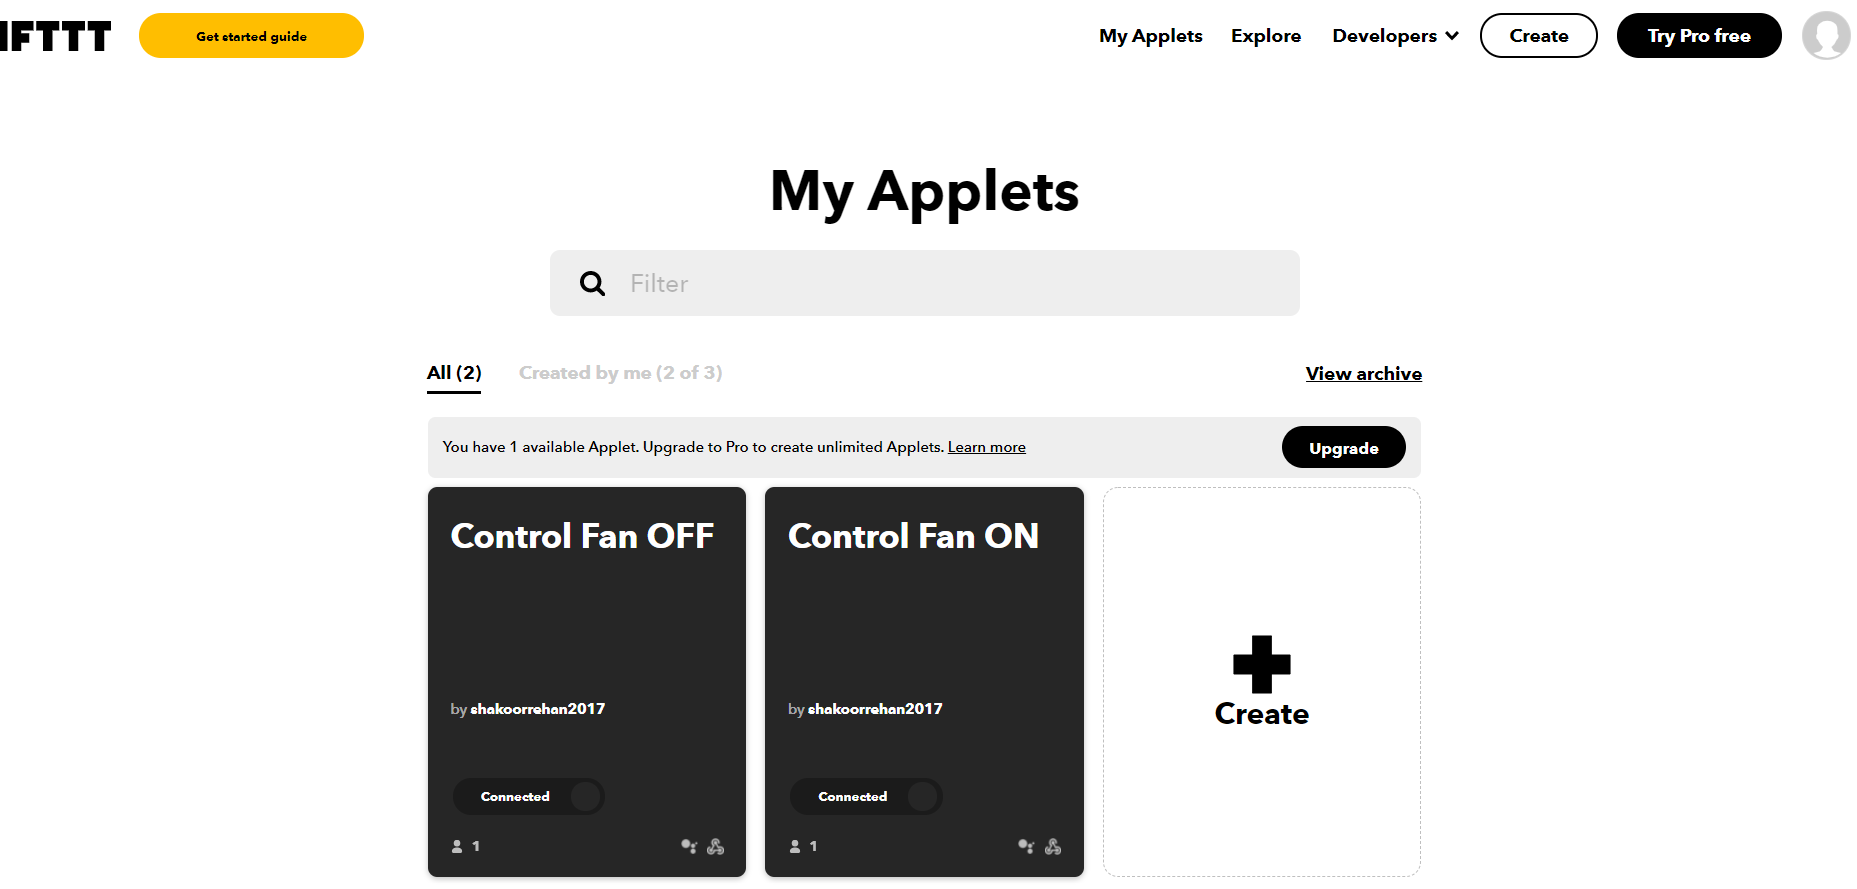 IFTTT
Get started guide
My Applets
Explore
Developers
Create
Try Pro free
My Applets
Filter
All (2)
Created by me (2 of 3)
View archive
You have 1 available Applet. Upgrade to Pro to create unlimited Applets. Learn more
Upgrade
Control Fan OFF
by shakoorrehan2017
Connected
1
Control Fan ON
by shakoorrehan2017
Connected
1
Create